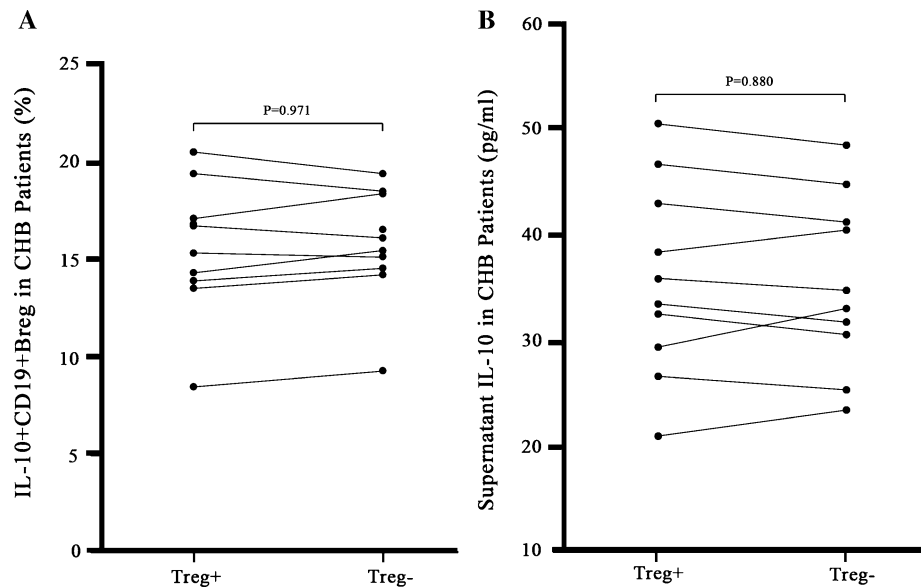 A
IL-10+CD19+Breg in CHB Patients (%)
25
20
15
10
5
0
P=0.971
Treg+
Treg-
B
Supernatant IL-10 in CHB Patients (pg/ml)
60
50
40
30
20
10
P=0.880
Treg+
Treg-